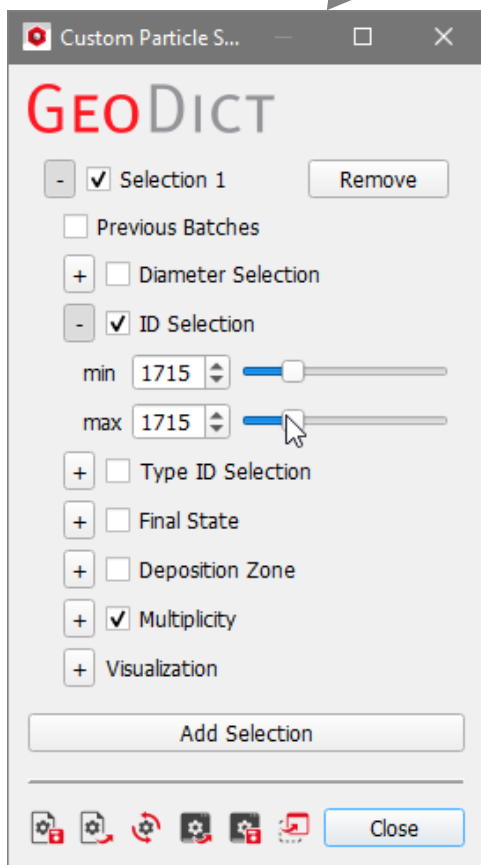 Custom Particle S...
GEODICT
- Selection 1 Remove
Previous Batches
+ Diameter Selection
- ID Selection
min 1715
max 1715
+ Type ID Selection
+ Final State
+ Deposition Zone
+ Multiplicity
+ Visualization
Add Selection
Close